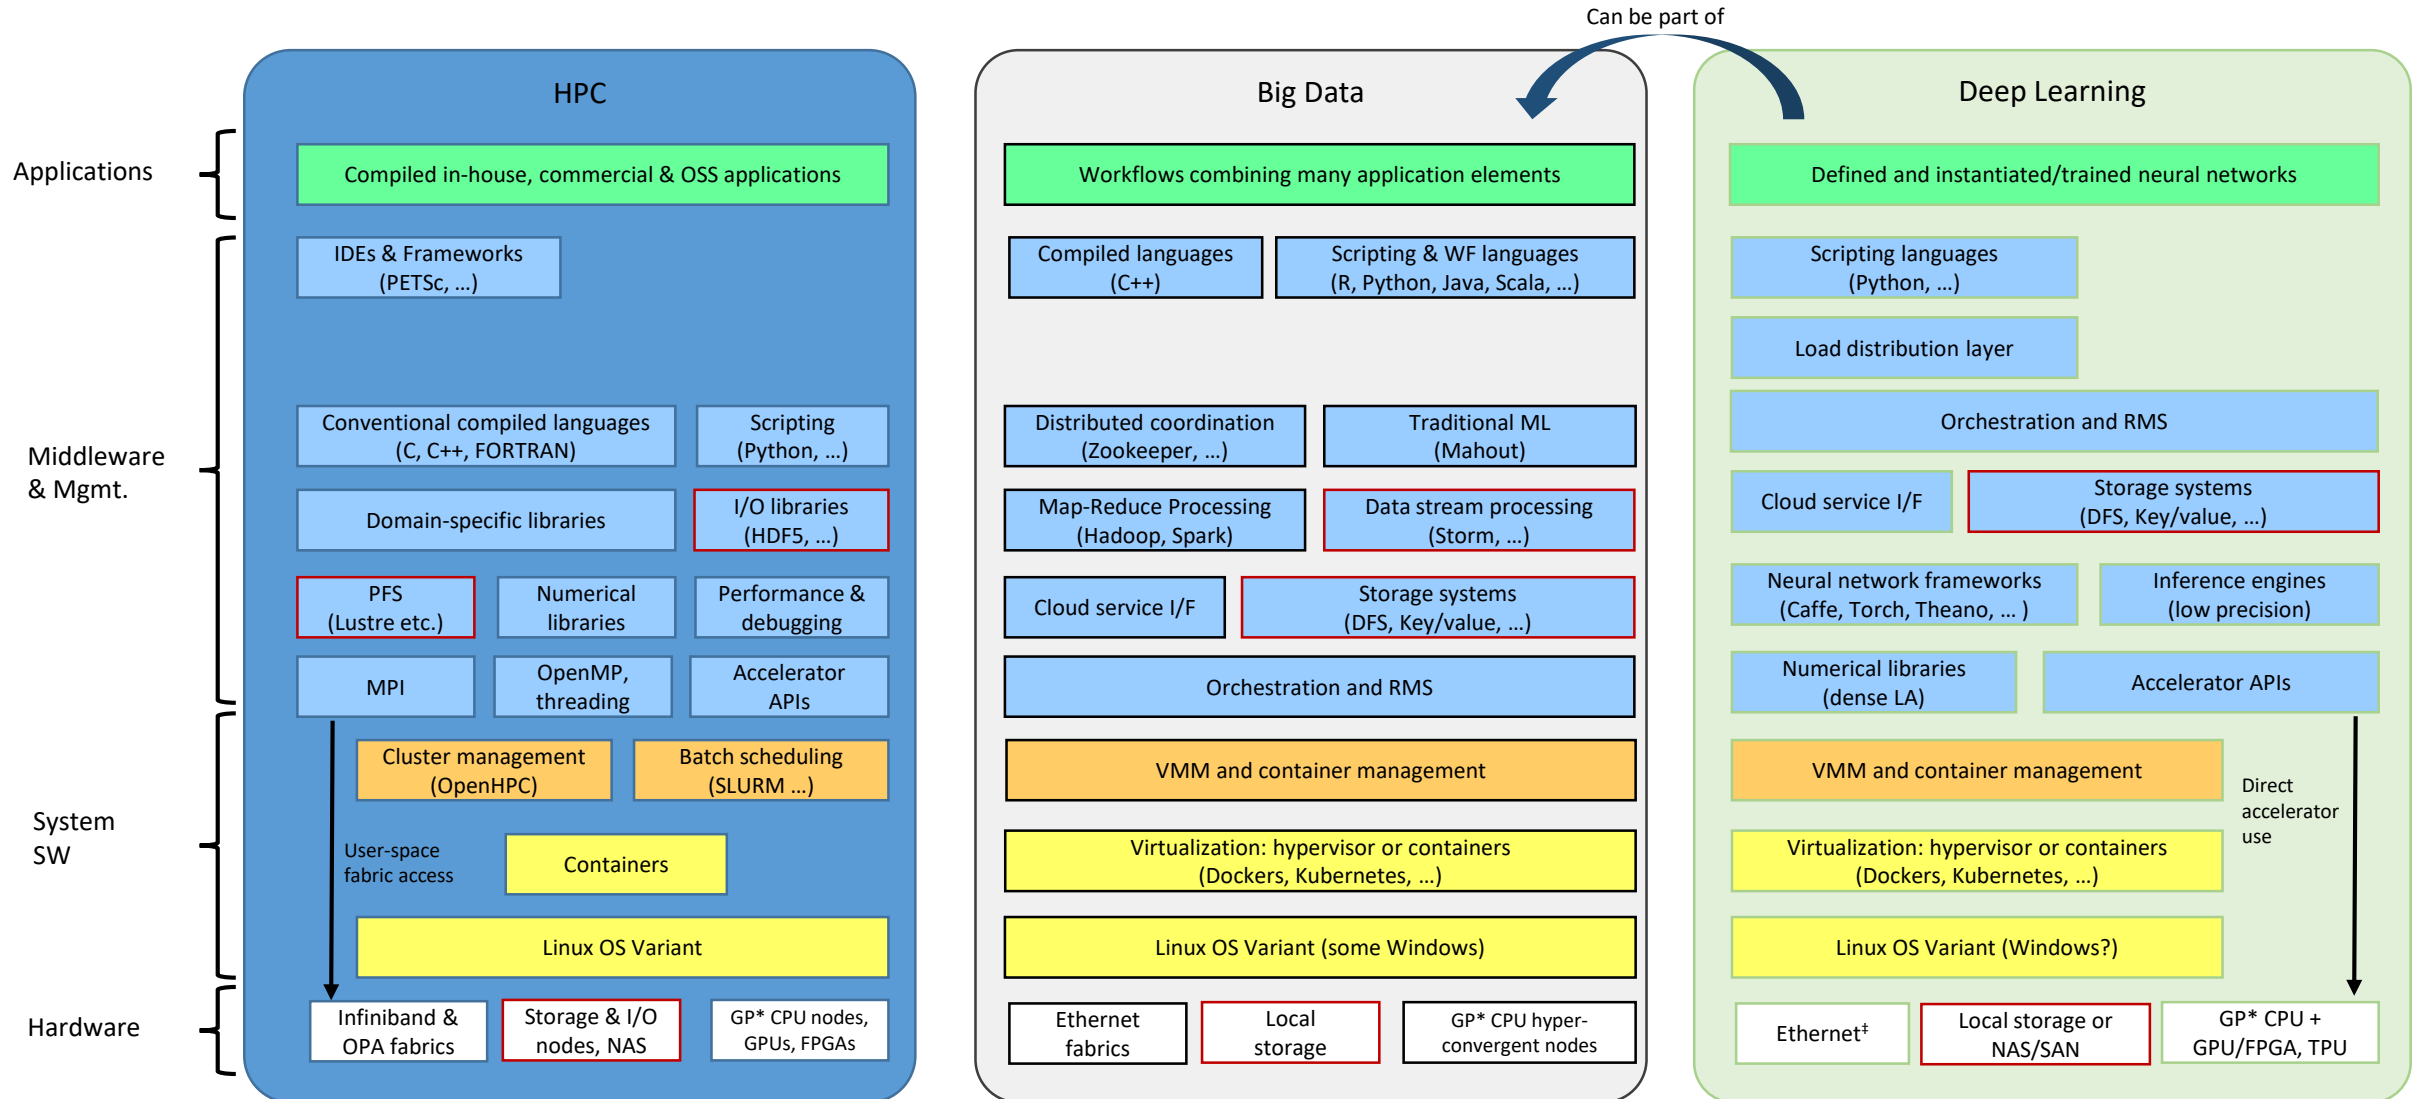 Can be part of
HPC
Big Data
Deep Learning
Applications
Compiled in-house, commercial & OSS applications
Workflows combining many application elements
Defined and instantiated/trained neural networks
Middleware
& Mgmt.
IDEs & Frameworks
(PETSc, ...)
Compiled languages
(C++)
Scripting & WF languages
(R, Python, Java, Scala, ...)
Scripting languages
(Python, ...)
Load distribution layer
Conventional compiled languages
(C, C++, FORTRAN)
Scripting
(Python, ...)
Distributed coordination
(Zookeeper, ...)
Traditional ML
(Mahout)
Orchestration and RMS
Domain-specific libraries
I/O libraries
(HDF5, ...)
Map-Reduce Processing
(Hadoop, Spark)
Data stream processing
(Storm, ...)
Cloud service I/F
Storage systems
(DFS, Key/value, ...)
PFS
(Lustre etc.)
Numerical
libraries
Performance &
debugging
Cloud service I/F
Storage systems
(DFS, Key/value, ...)
Neural network frameworks
(Caffe, Torch, Theano, ... )
Inference engines
(low precision)
MPI
OpenMP,
threading
Accelerator
APIs
Orchestration and RMS
Numerical libraries
(dense LA)
Accelerator APIs
System
SW
Cluster management
(OpenHPC)
Batch scheduling
(SLURM ...)
VMM and container management
VMM and container management
Direct
accelerator
use
User-space
fabric access
Containers
Virtualization: hypervisor or containers
(Dockers, Kubernetes, ...)
Virtualization: hypervisor or containers
(Dockers, Kubernetes, ...)
Linux OS Variant
Linux OS Variant (some Windows)
Linux OS Variant (Windows?)
Hardware
Infiniband &
OPA fabrics
Storage & I/O
nodes, NAS
GP* CPU nodes,
GPUs, FPGAs
Ethernet
fabrics
Local
storage
GP* CPU hyper-
convergent nodes
Ethernet‡
Local storage or
NAS/SAN
GP* CPU +
GPU/FPGA, TPU